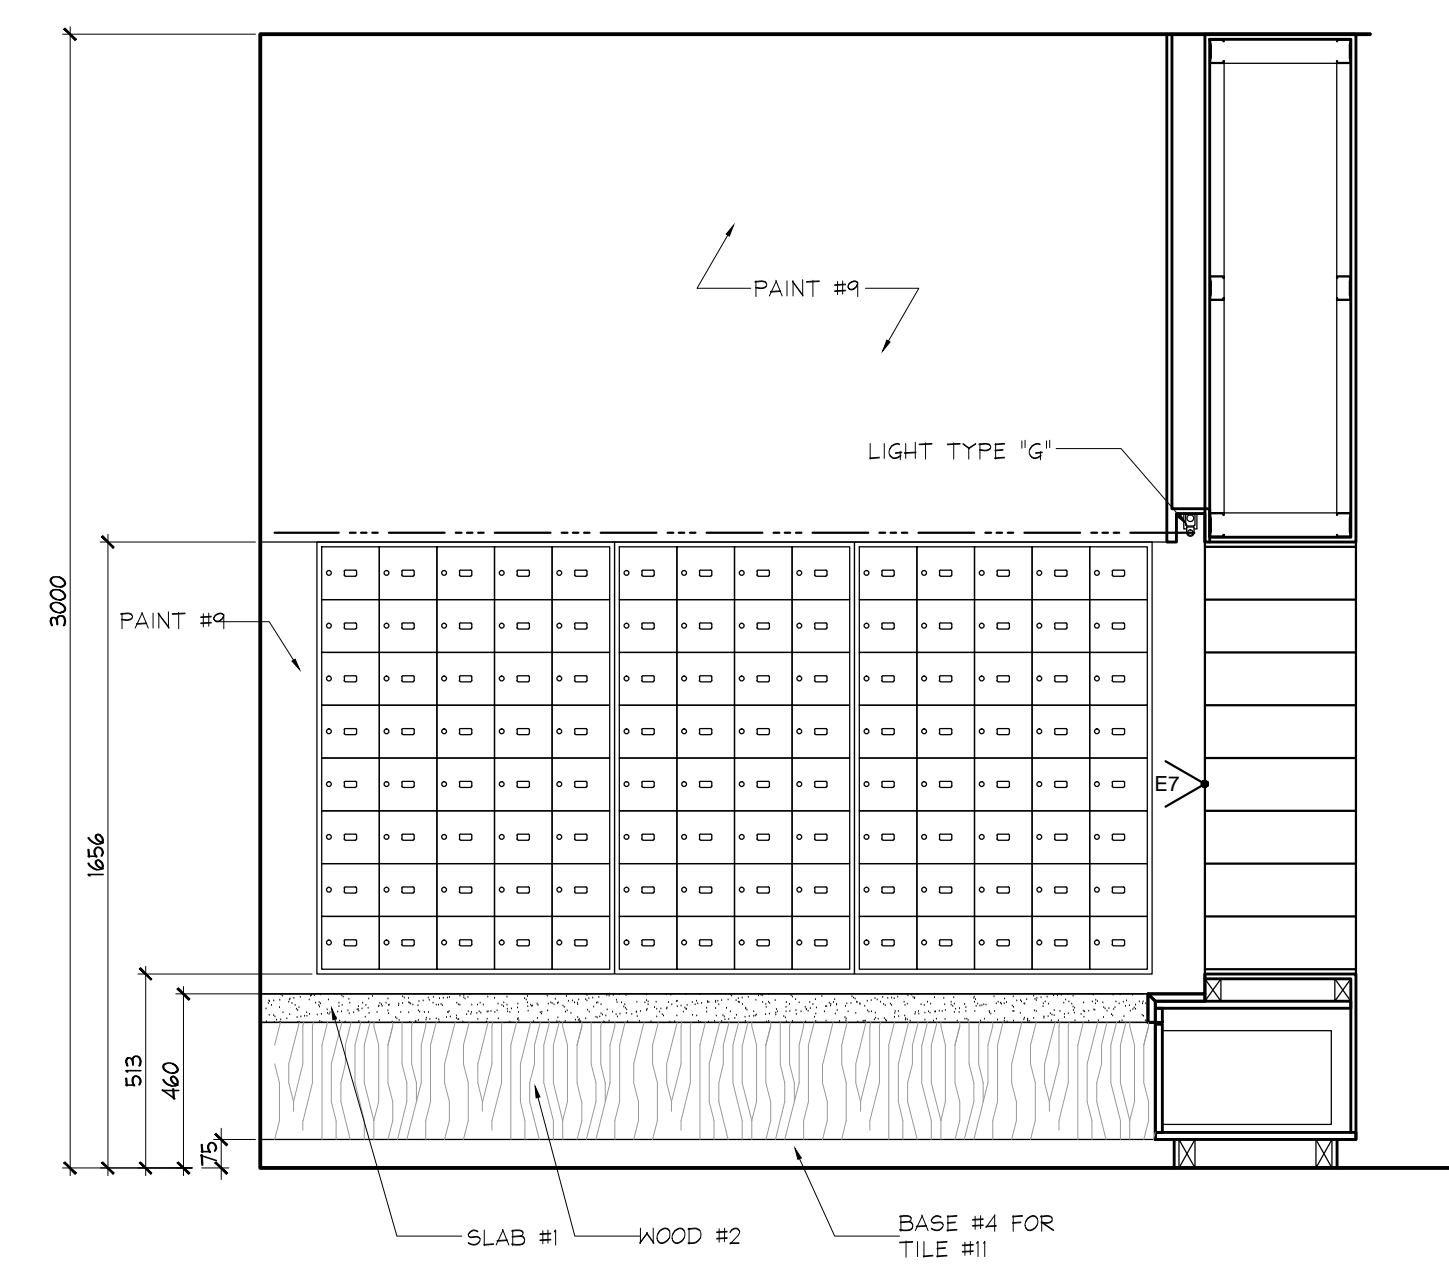 PAINT #9
LIGHT TYPE "G"
3000
PAINT #9
E7
1656
513
460
75
SLAB #1
WOOD #2
BASE #4 FOR
TILE #11